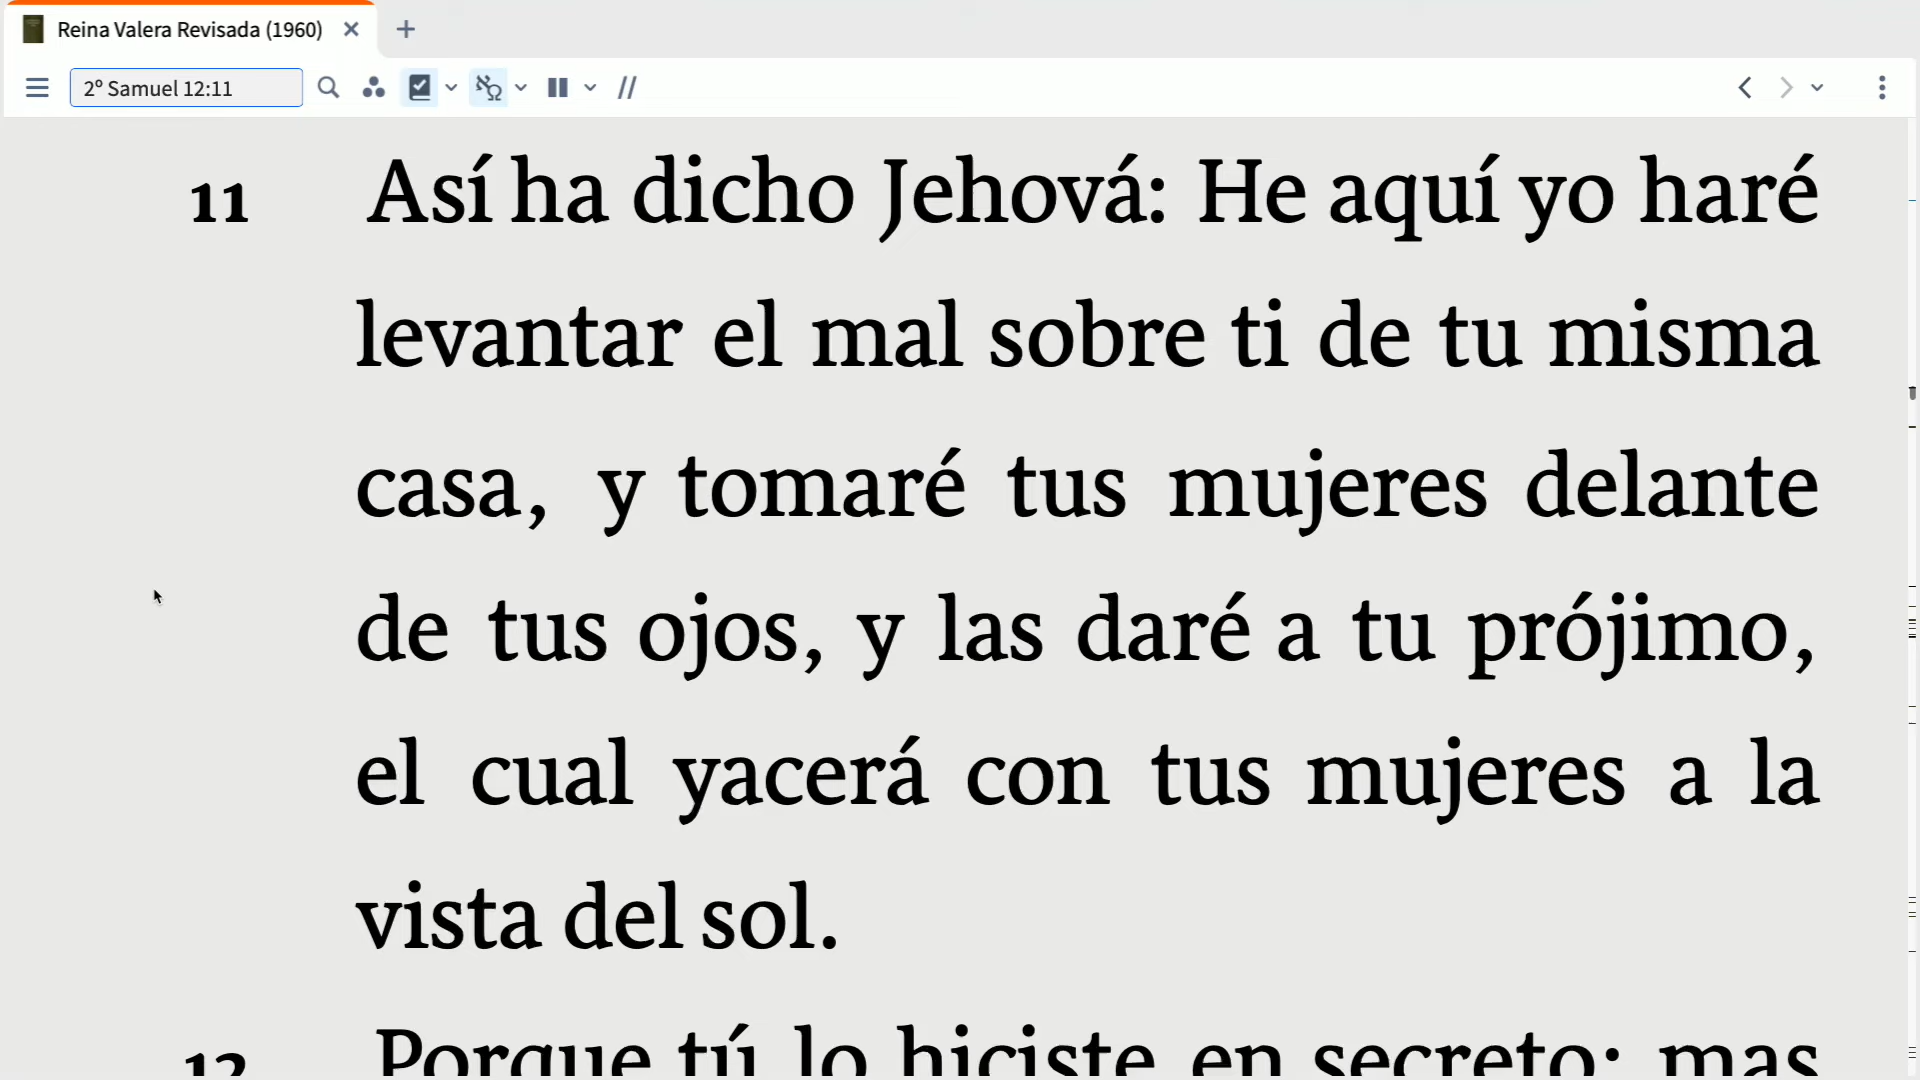 Reina Valera Revisada (1960)
2º Samuel 12:11
11 Así ha dicho Jehová: He aquí yo haré
levantar el mal sobre ti de tu misma
casa, y tomaré tus mujeres delante
de tus ojos, y las daré a tu prójimo,
el cual yacerá con tus mujeres a la
vista del sol.
12 Porque tú lo hiciste en secreto; mas